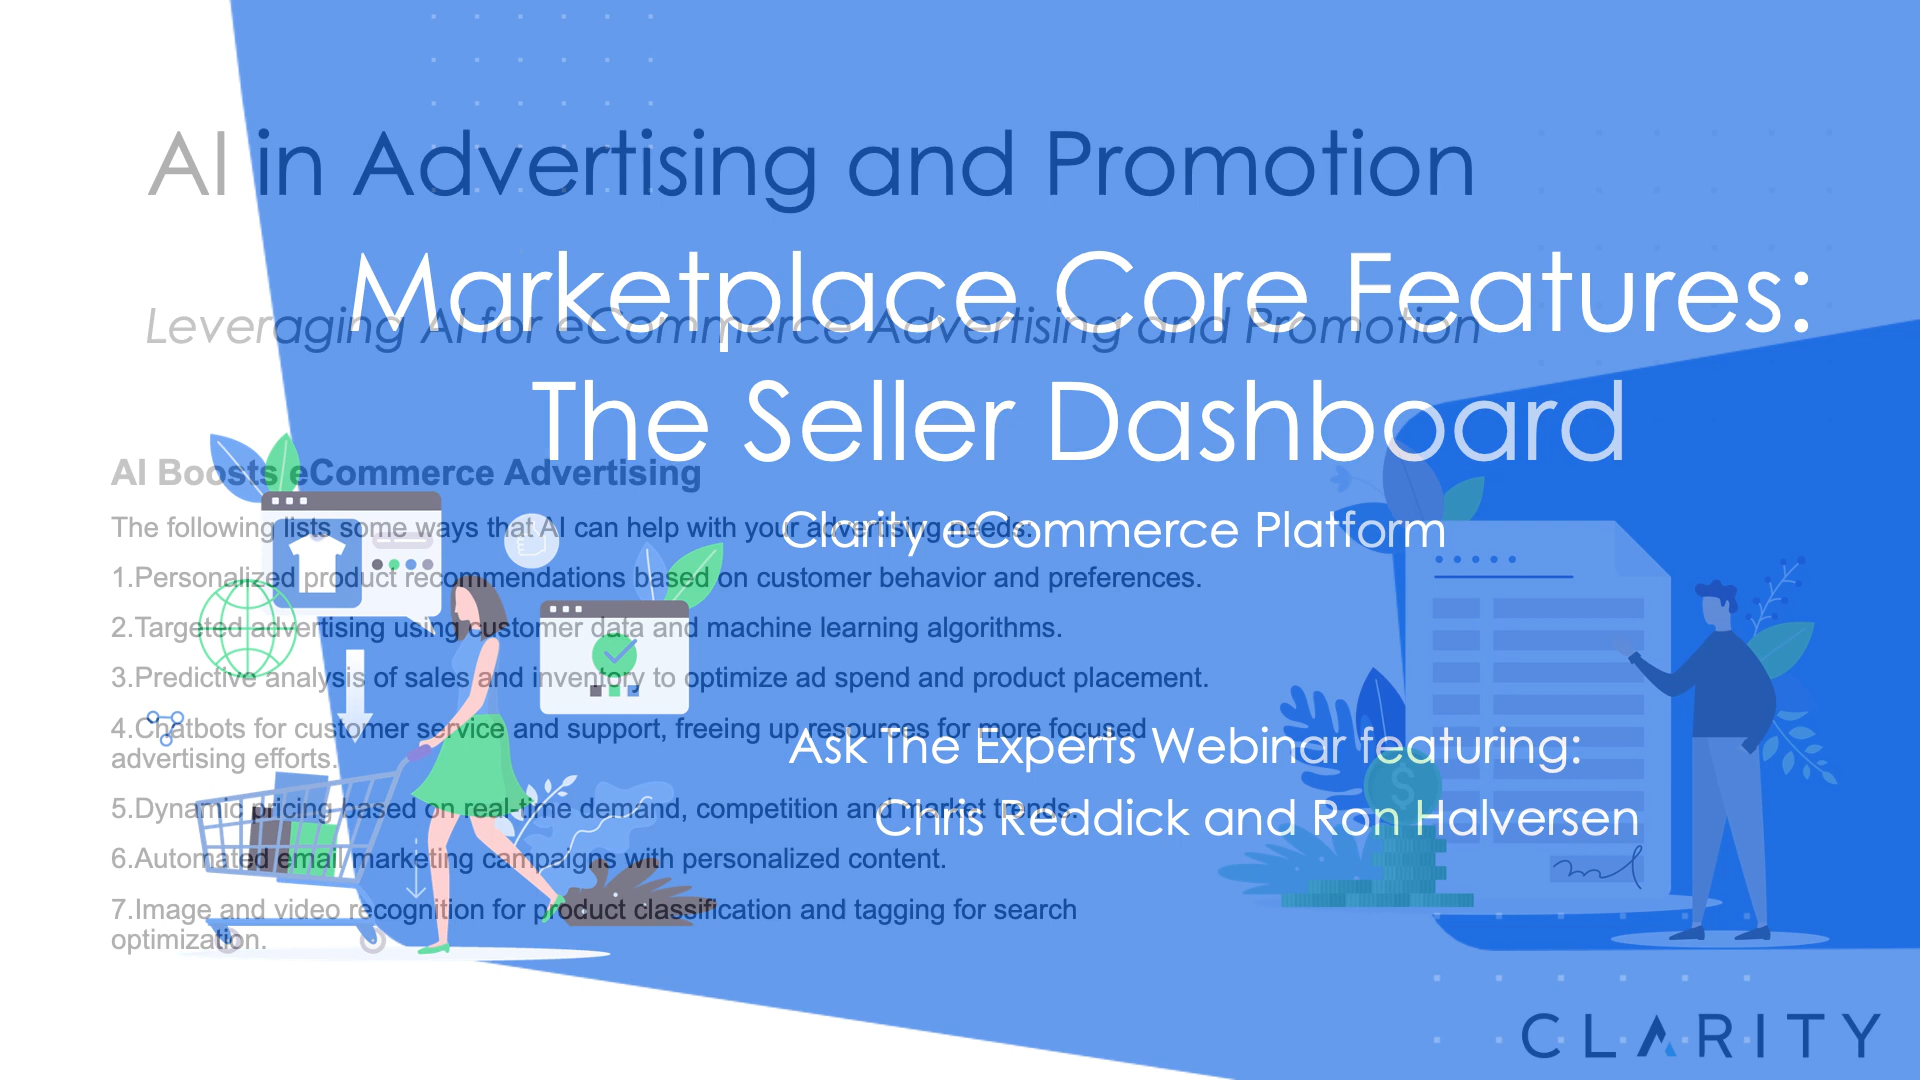 AI in Advertising and Promotion
Marketplace Core Features:
Leveraging AI for eCommerce Advertising and Promotion
The Seller Dashboard
AI Boosts eCommerce Advertising
Clarity eCommerce Platform
The following lists some ways that AI can help with your advertising needs.
1.Personalized product recommendations based on customer behavior and preferences.
2.Targeted advertising using customer data and machine learning algorithms.
3.Predictive analysis of sales and inventory to optimize ad spend and product placement.
4.Chatbots for customer service and support, freeing up resources for more focused
advertising efforts.
Ask The Experts Webinar featuring:
5.Dynamic pricing based on real-time demand, competition and market trends.
Chris Reddick and Ron Halversen
6.Automated email marketing campaigns with personalized content.
7.Image and video recognition for product classification and tagging for search
optimization.
$
CLARITY